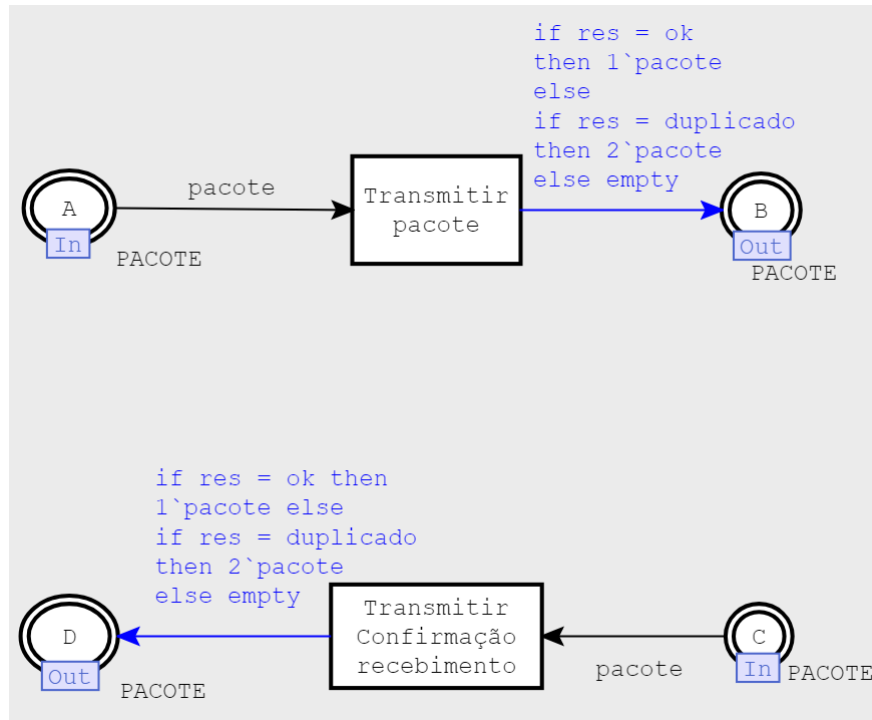 if res = ok
then 1`pacote
else
if res = duplicado
then 2`pacote
else empty
pacote
A
Transmitir
pacote
B
In
PACOTE
Out
PACOTE
if res = ok then
1`pacote else
if res = duplicado
then 2`pacote
else empty
D
Transmitir
Confirmação
recebimento
C
pacote
In
PACOTE
Out
PACOTE